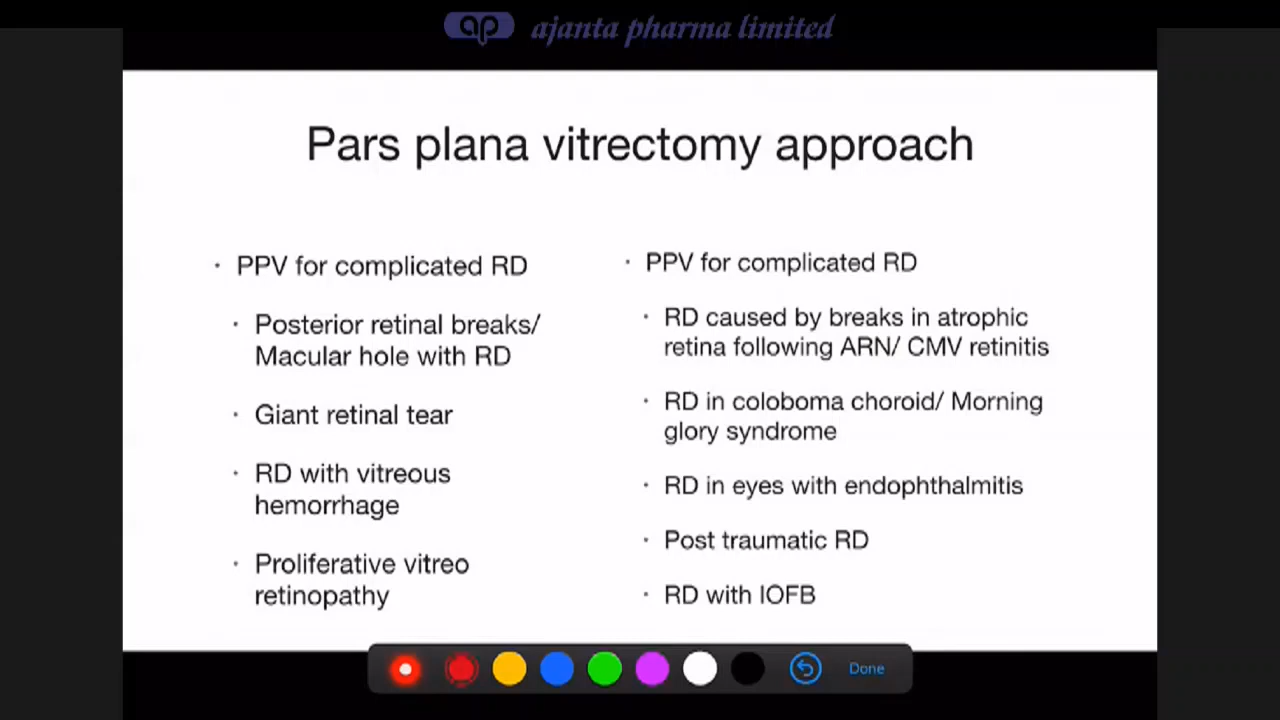 ap ajanta pharma limited
Pars plana vitrectomy approach
· PPV for complicated RD
· Posterior retinal breaks/
Macular hole with RD
· Giant retinal tear
· RD with vitreous
hemorrhage
· Proliferative vitreo
retinopathy
· PPV for complicated RD
· RD caused by breaks in atrophic
retina following ARN/ CMV retinitis
· RD in coloboma choroid/ Morning
glory syndrome
· RD in eyes with endophthalmitis
· Post traumatic RD
· RD with IOFB
Done